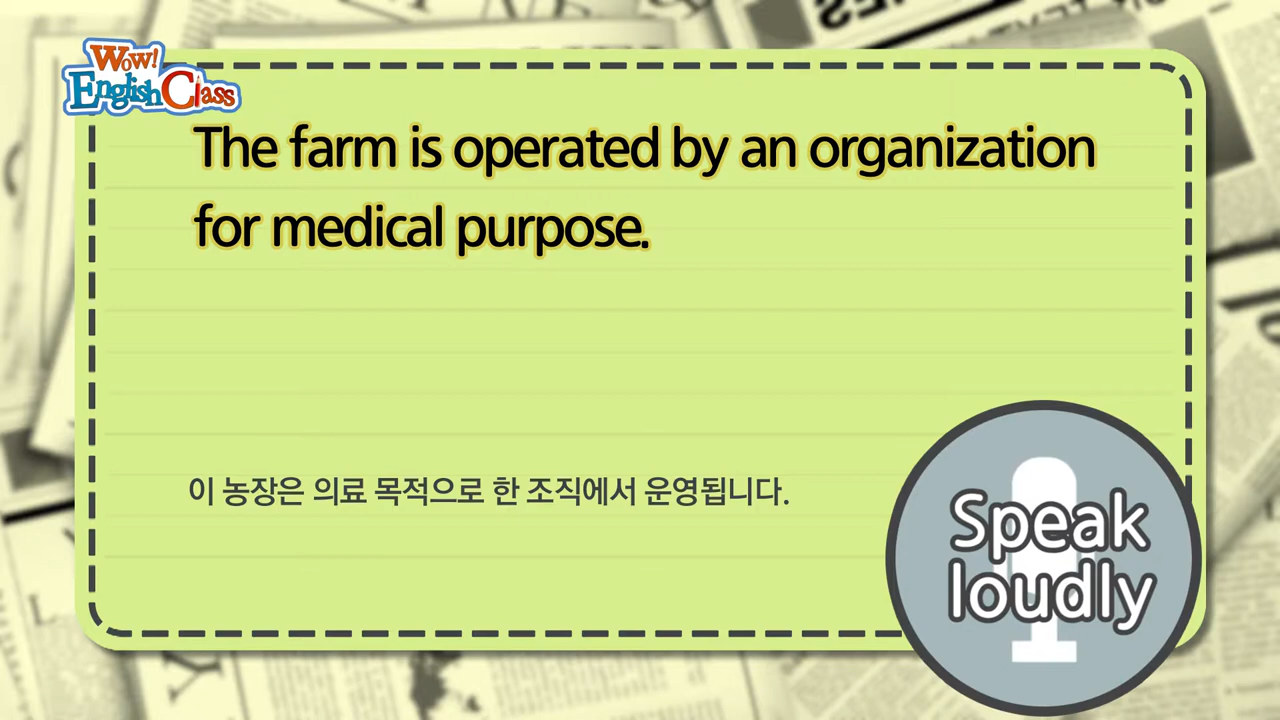 Wow!
English Class
The farm is operated by an organization
for medical purpose.
이 농장은 의료 목적으로 한 조직에서 운영됩니다.
Speak
loudly